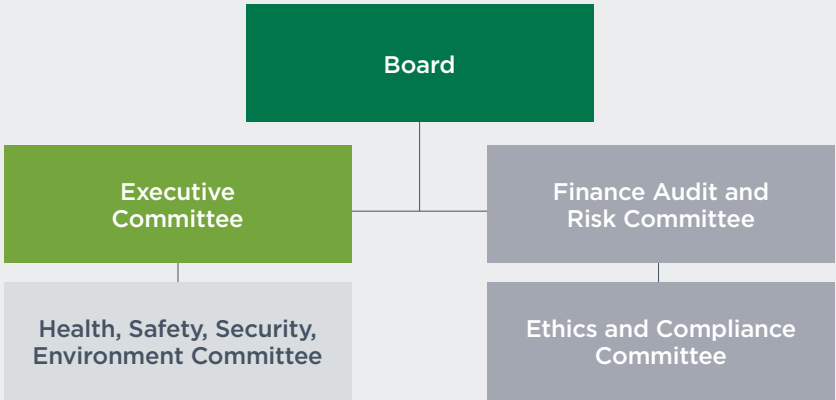 Board
Executive
Committee
Finance Audit and
Risk Committee
Health, Safety, Security,
Environment Committee
Ethics and Compliance
Committee